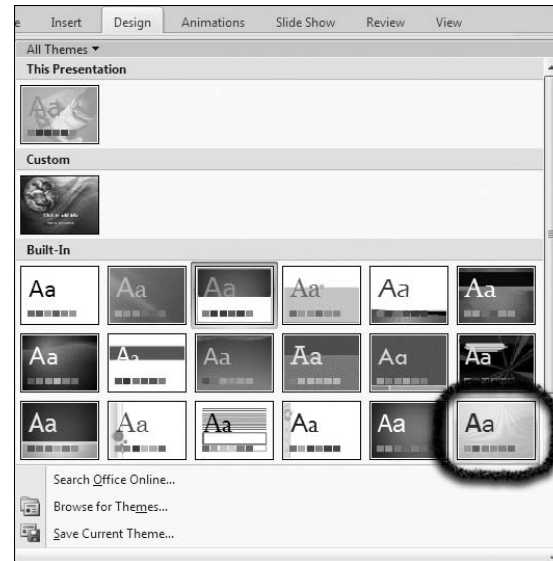 e Insert Design Animations Slide Show Review View
All Themes
This Presentation
Aa
Custom
Built-In
Aa Aa Aa Aa Aa Aa
Aa Aa Aa Aa Aa Aa
Aa Aa Aa Aa Aa Aa
Search Office Online...
Browse for Themes...
Save Current Theme...